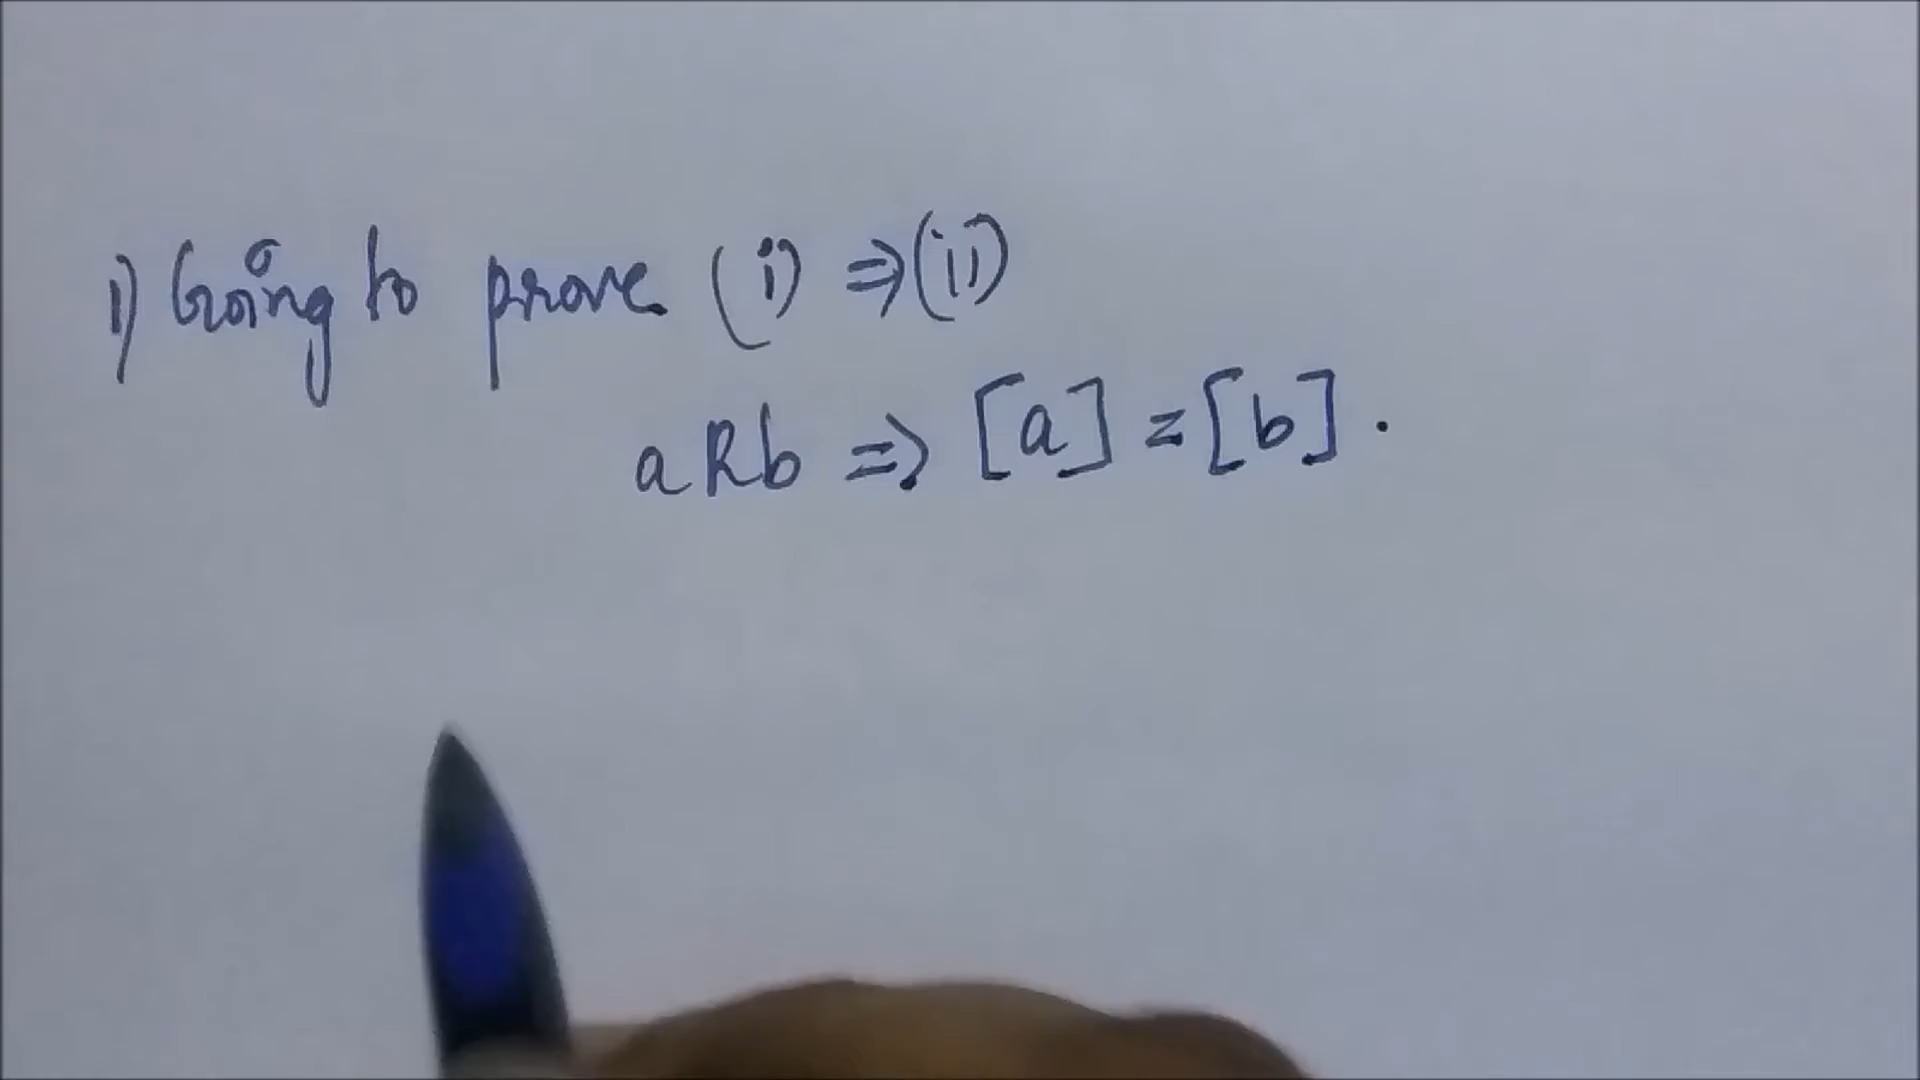 1) Going to prove (i) => (ii)
aRb => [a] = [b].